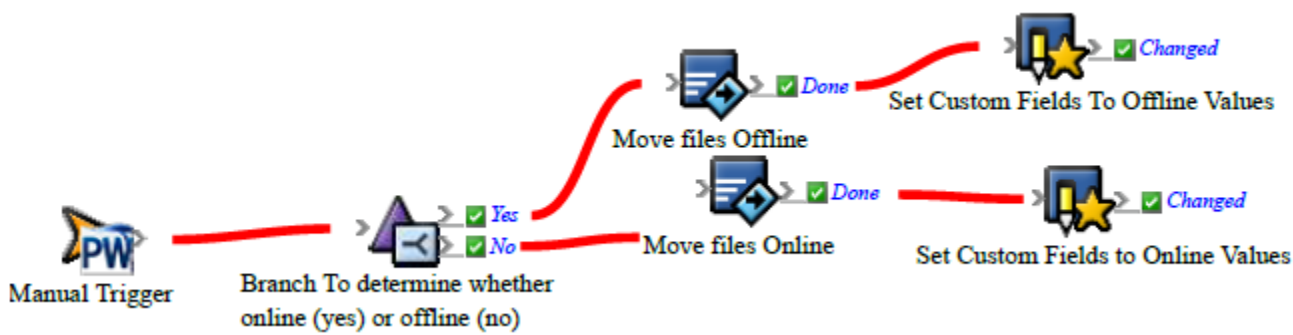 Changed
Set Custom Fields To Offline Values
Done
Move files Offline
Done
Changed
Move files Online
Set Custom Fields to Online Values
Yes
No
PW
Manual Trigger
Branch To determine whether
online (yes) or offline (no)